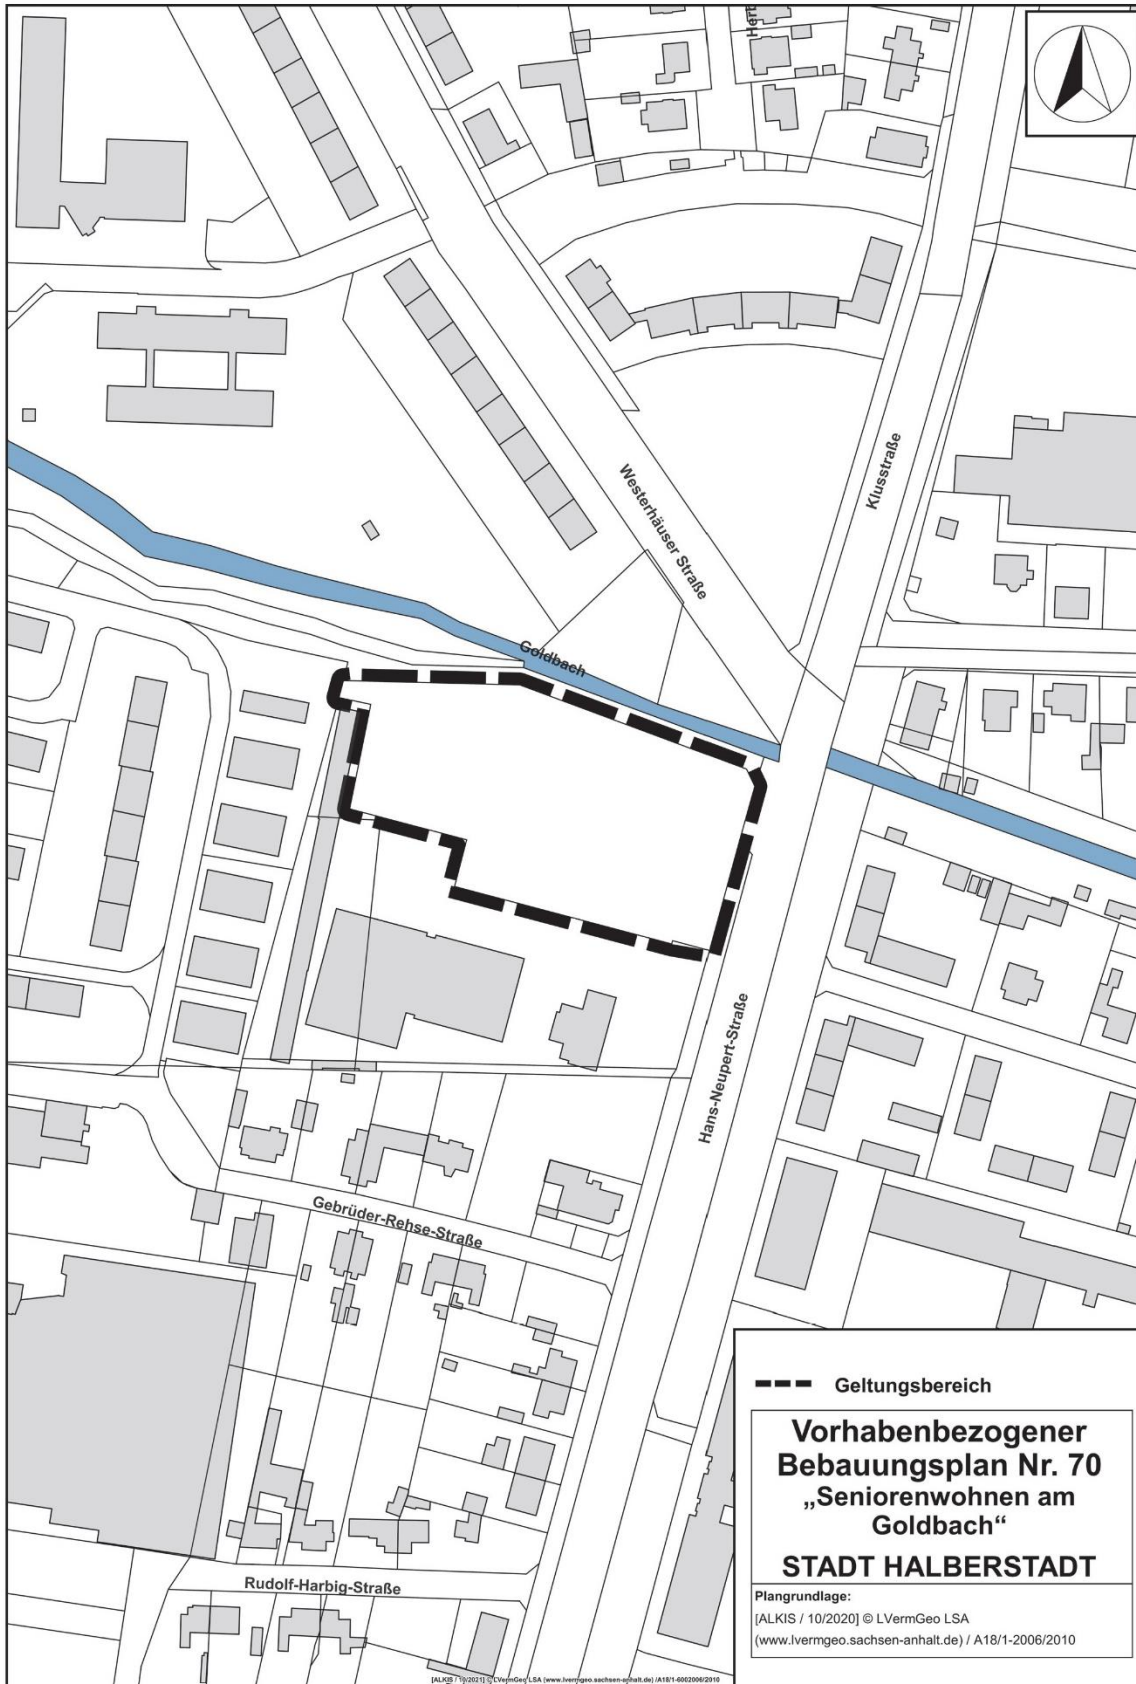 Hert
Klusstraße
Westerhäuser Straße
Goldbach
Hans-Neupert-Straße
Gebrüder-Rehse-Straße
Rudolf-Harbig-Straße
Geltungsbereich
Vorhabenbezogener
Bebauungsplan Nr. 70
„Seniorenwohnen am
Goldbach“
STADT HALBERSTADT
Plangrundlage:
[ALKIS / 10/2020] © LVermGeo LSA
(www.lvermgeo.sachsen-anhalt.de) / A18/1-2006/2010